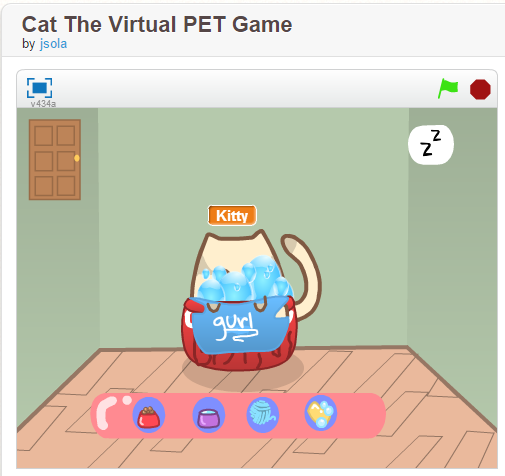 Cat The Virtual PET Game
by jsola
v434a
z z
Kitty
gurl